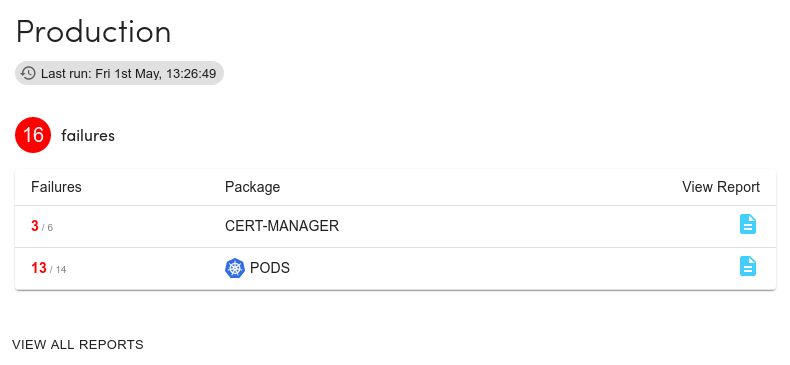 Production
Last run: Fri 1st May, 13:26:49
16 failures
Failures Package View Report
3 / 6 CERT-MANAGER
13 / 14 PODS
VIEW ALL REPORTS